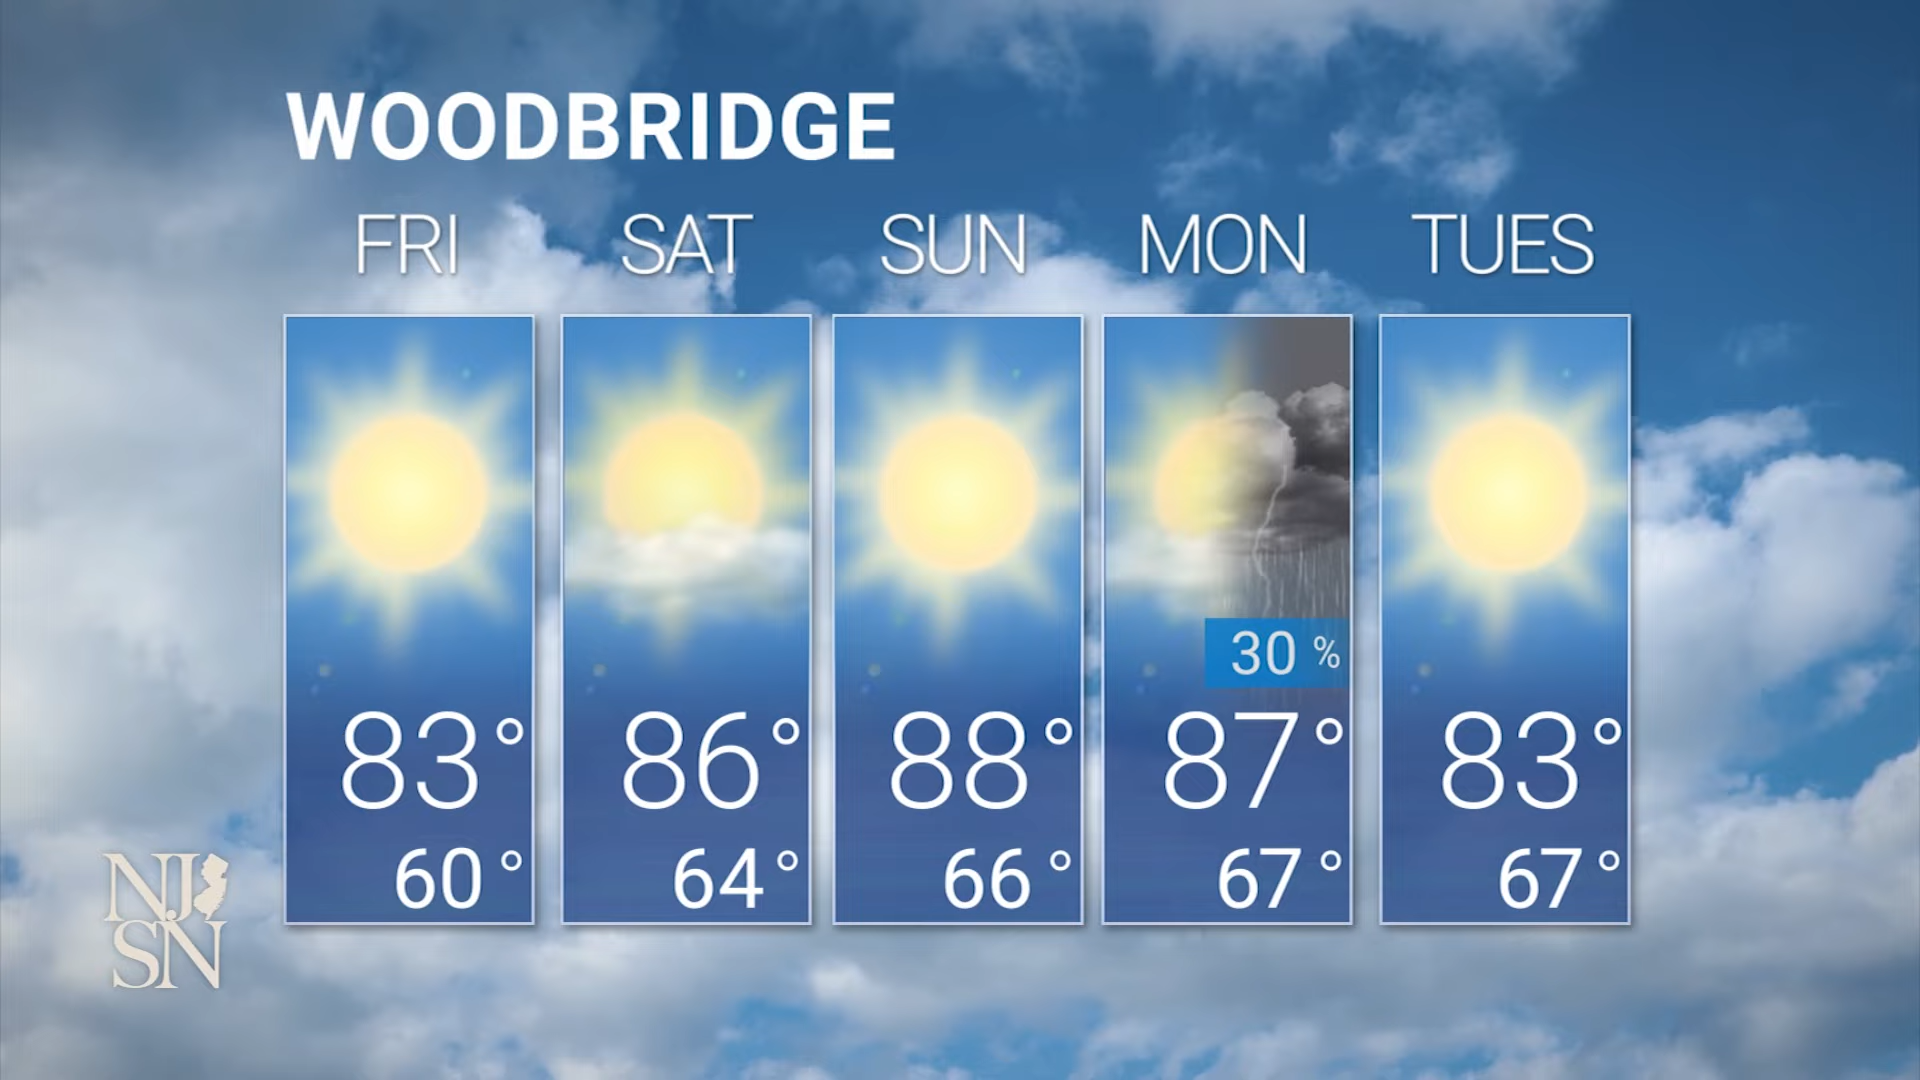 WOODBRIDGE
FRI SAT SUN MON TUES
30 %
83° 86° 88° 87° 83°
60° 64° 66° 67° 67°
NJ
SN